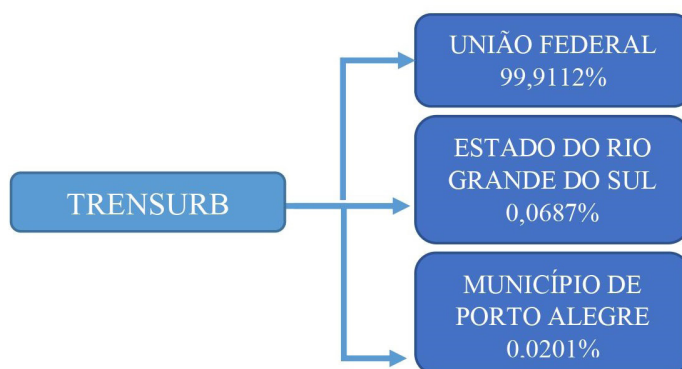 UNIÃO FEDERAL
99,9112%
TRENSURB
ESTADO DO RIO
GRANDE DO SUL
0,0687%
MUNICÍPIO DE
PORTO ALEGRE
0,0201%